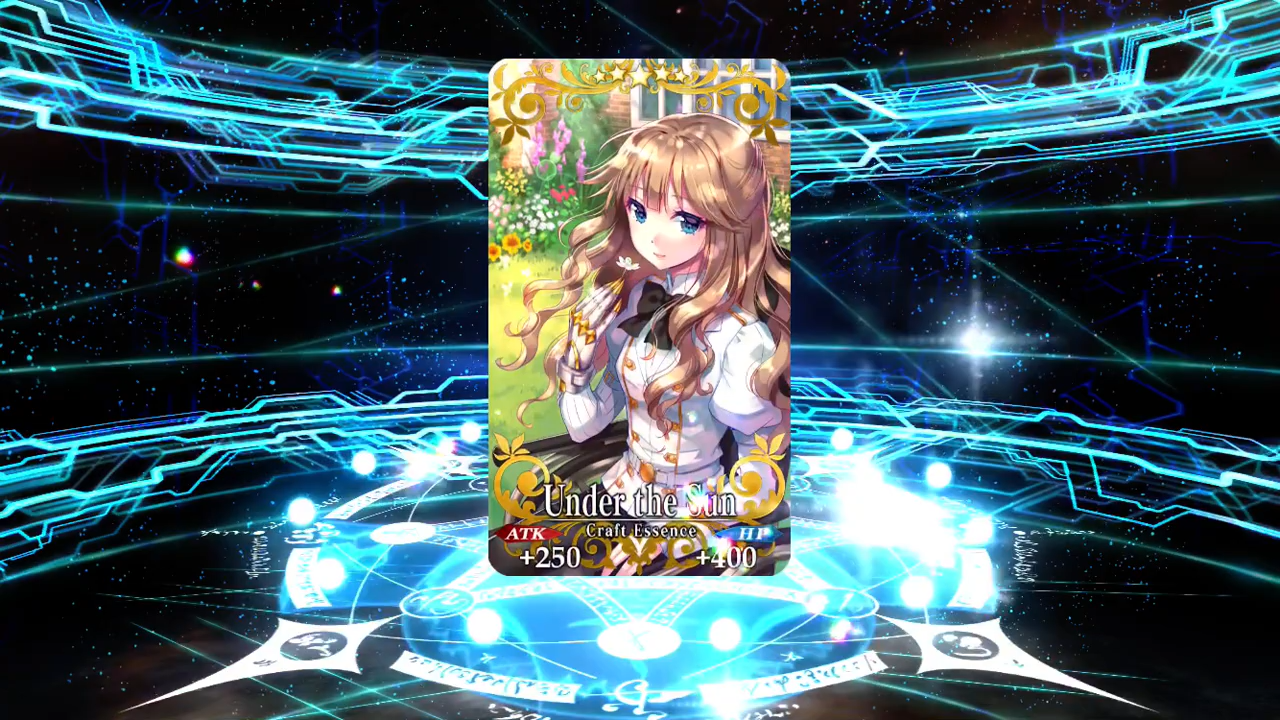 Under the Sun
Craft Essence
ATK HP
+250 +400